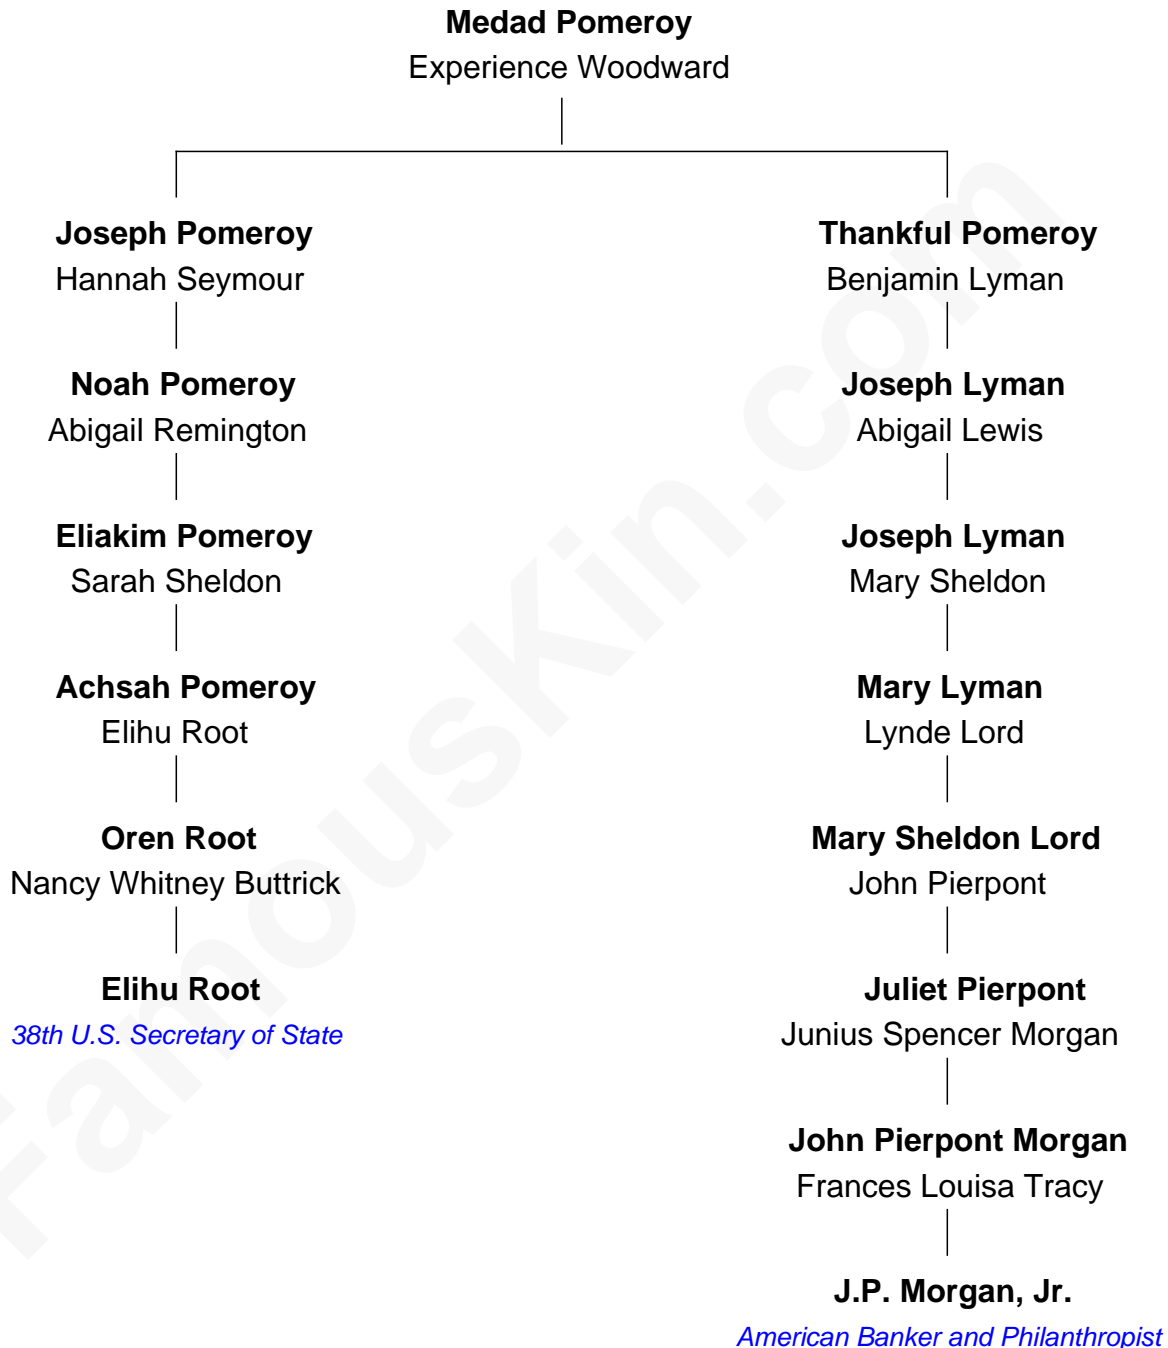 Medad Pomeroy
Experience Woodward
Joseph Pomeroy
Hannah Seymour
Thankful Pomeroy
Benjamin Lyman
Noah Pomeroy
Abigail Remington
Joseph Lyman
Abigail Lewis
Eliakim Pomeroy
Sarah Sheldon
Joseph Lyman
Mary Sheldon
Achsah Pomeroy
Elihu Root
Mary Lyman
Lynde Lord
Oren Root
Nancy Whitney Buttrick
Mary Sheldon Lord
John Pierpont
Elihu Root
38th U.S. Secretary of State
Juliet Pierpont
Junius Spencer Morgan
John Pierpont Morgan
Frances Louisa Tracy
J.P. Morgan, Jr.
American Banker and Philanthropist
FamousKin.com